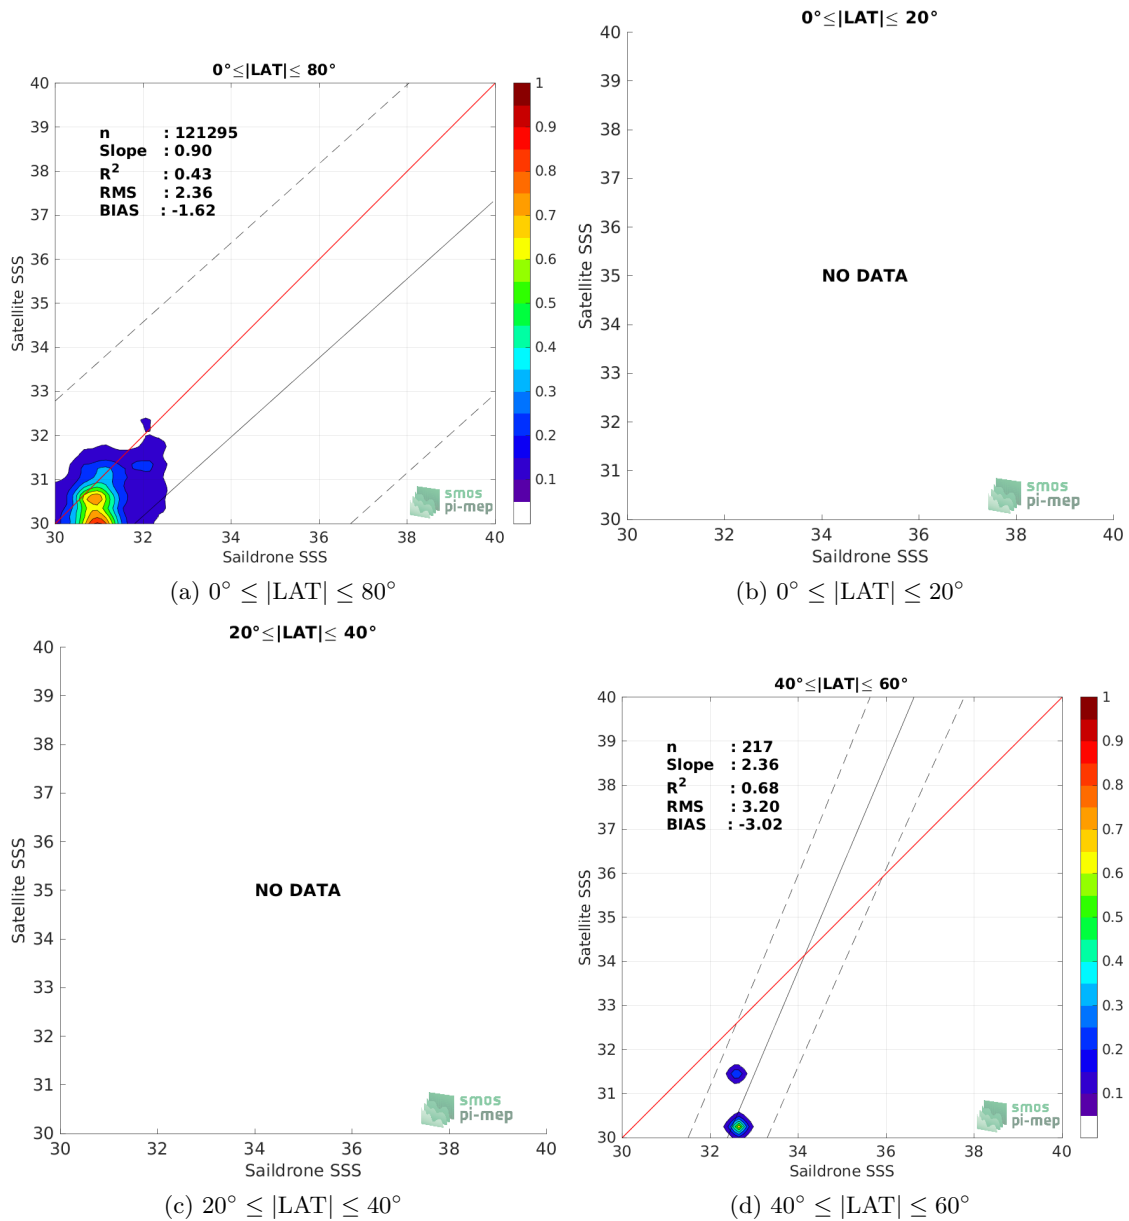 0°≤|LAT|≤ 80°
40
39
38
37
36
35
34
33
32
31
30
Satellite SSS
n : 121295
Slope : 0.90
R2 : 0.43
RMS : 2.36
BIAS : -1.62
1
0.9
0.8
0.7
0.6
0.5
0.4
0.3
0.2
0.1
smos
pi-mep
30 32 34 36 38 40
Saildrone SSS
(a) 0° ≤ |LAT| ≤ 80°
0°≤|LAT|≤ 20°
40
39
38
37
36
35
34
33
32
31
30
Satellite SSS
NO DATA
smos
pi-mep
30 32 34 36 38 40
Saildrone SSS
(b) 0° ≤ |LAT| ≤ 20°
20°≤|LAT|≤ 40°
40
39
38
37
36
35
34
33
32
31
30
Satellite SSS
NO DATA
smos
pi-mep
30 32 34 36 38 40
Saildrone SSS
(c) 20° ≤ |LAT| ≤ 40°
40°≤|LAT|≤ 60°
40
39
38
37
36
35
34
33
32
31
30
Satellite SSS
n : 217
Slope : 2.36
R2 : 0.68
RMS : 3.20
BIAS : -3.02
1
0.9
0.8
0.7
0.6
0.5
0.4
0.3
0.2
0.1
smos
pi-mep
30 32 34 36 38 40
Saildrone SSS
(d) 40° ≤ |LAT| ≤ 60°